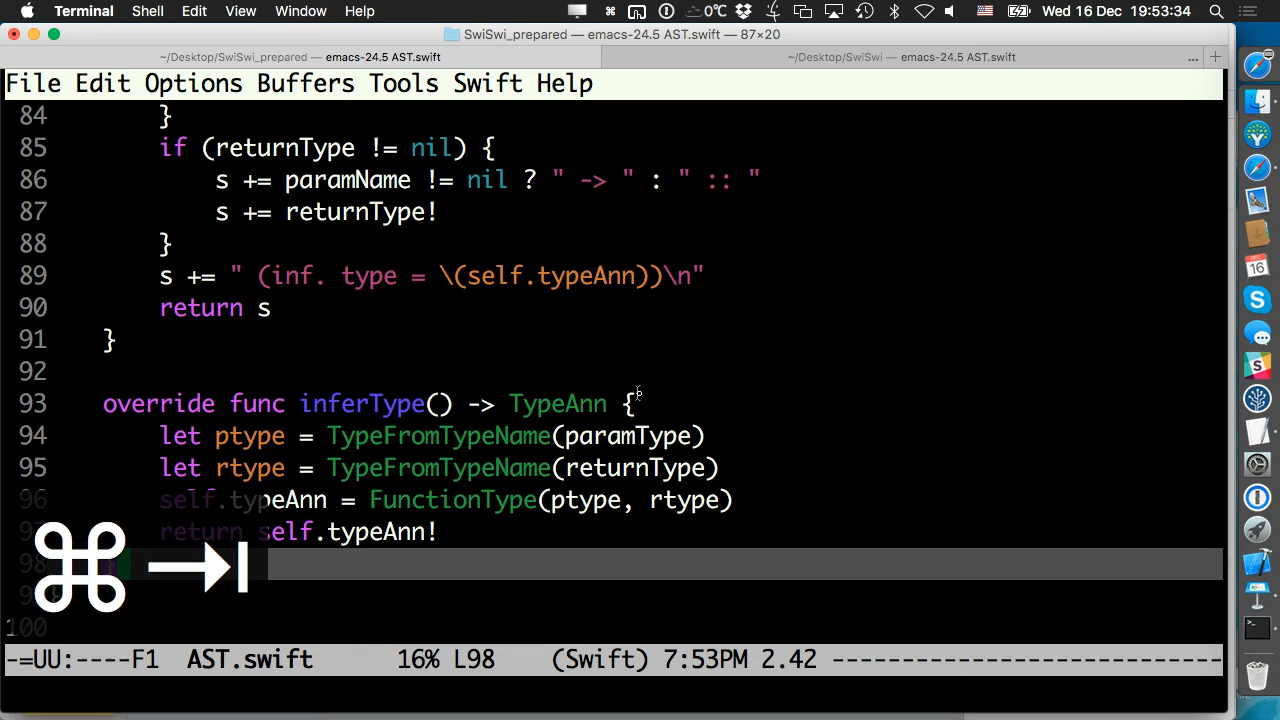 Terminal Shell Edit View Window Help 0°C Wed 16 Dec 19:53:34
SwiSwi_prepared — emacs-24.5 AST.swift — 87×20
~/Desktop/SwiSwi_prepared — emacs-24.5 AST.swift ~/Desktop/SwiSwi — emacs-24.5 AST.swift ... +
File Edit Options Buffers Tools Swift Help
84 }
85 if (returnType != nil) {
86 s += paramName != nil ? " -> " : " :: "
87 s += returnType!
88 }
89 s += " (inf. type = \(self.typeAnn))\n"
90 return s
91 }
92
93 override func inferType() -> TypeAnn {
94 let ptype = TypeFromTypeName(paramType)
95 let rtype = TypeFromTypeName(returnType)
96 self.typeAnn = FunctionType(ptype, rtype)
97 return self.typeAnn!
98 }
99 }
100
⌘⇥
-=UU:----F1 AST.swift 16% L98 (Swift) 7:53PM 2.42 --------------------------
DEC
16